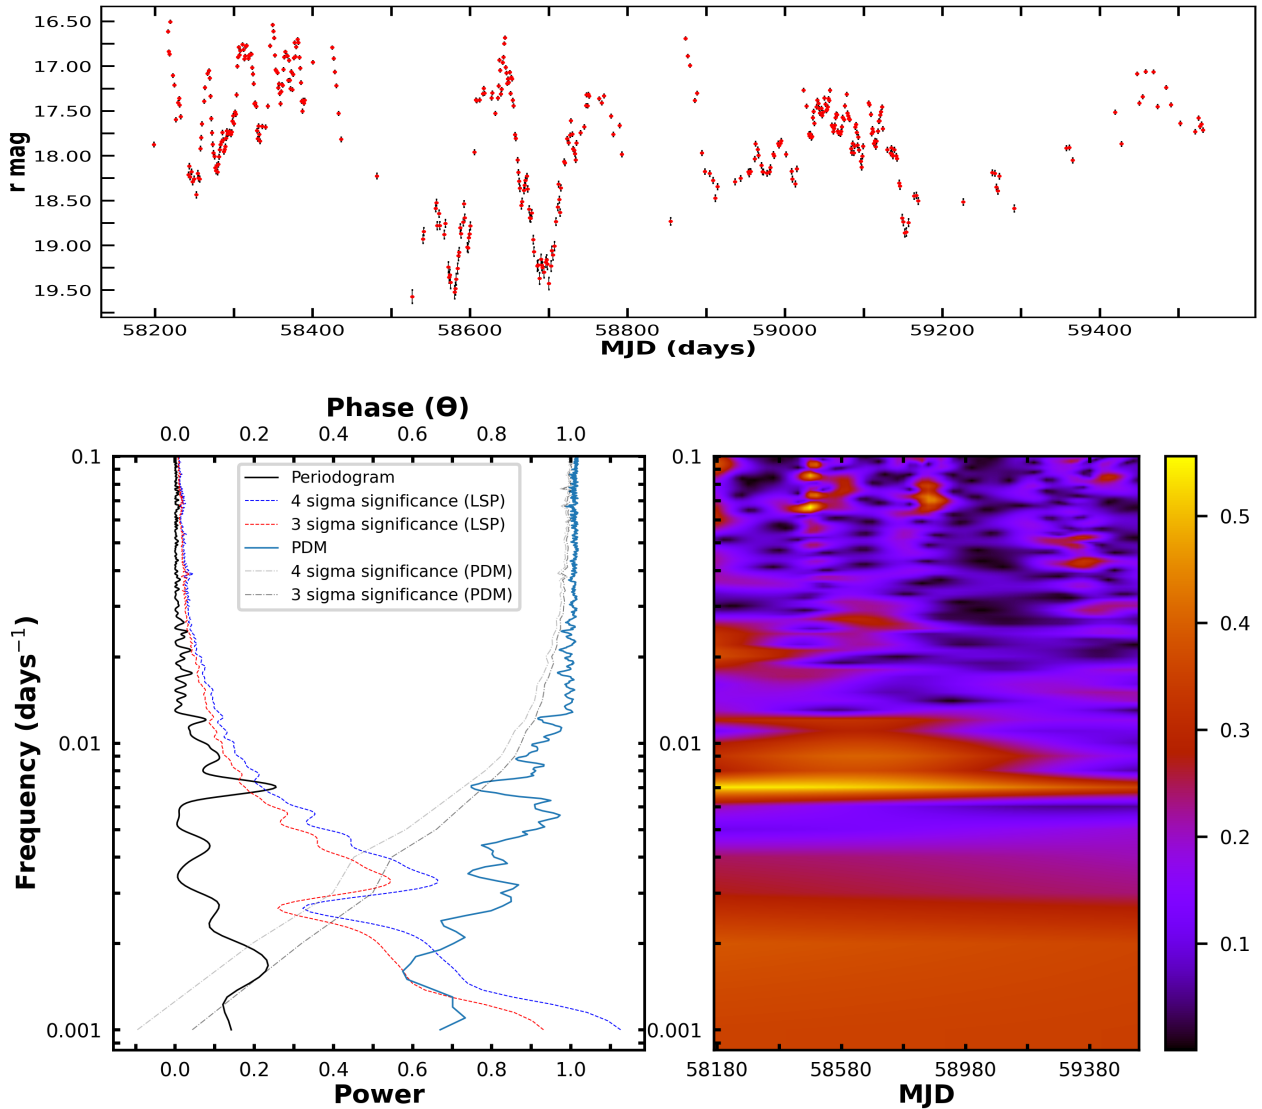 16.50
17.00
17.50
18.00
18.50
19.00
19.50
r mag
58200 58400 58600 58800 59000 59200 59400
MJD (days)
Phase (Θ)
0.0 0.2 0.4 0.6 0.8 1.0
Periodogram
4 sigma significance (LSP)
3 sigma significance (LSP)
PDM
4 sigma significance (PDM)
3 sigma significance (PDM)
0.1
0.01
0.001
Frequency (days⁻¹)
0.0 0.2 0.4 0.6 0.8 1.0
Power
0.1
0.01
0.001
58180 58580 58980 59380
MJD
0.5
0.4
0.3
0.2
0.1